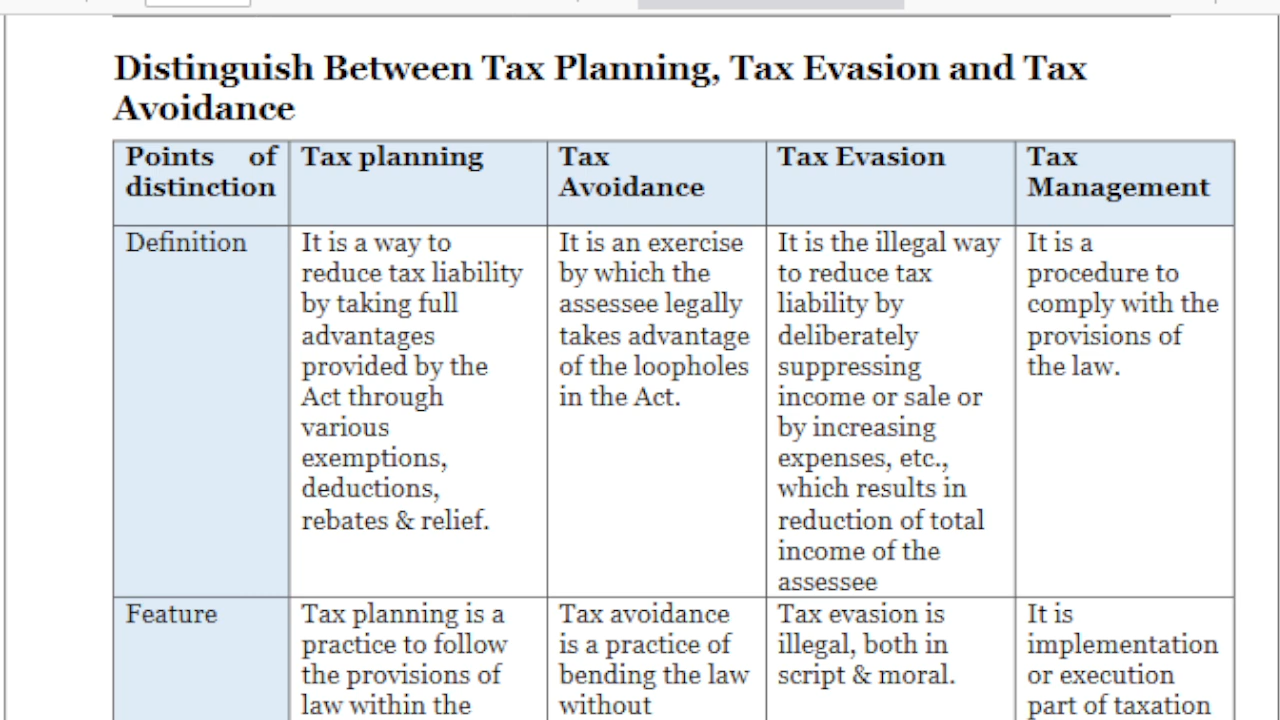 Distinguish Between Tax Planning, Tax Evasion and Tax
Avoidance
Points of
distinction
Tax planning
Tax
Avoidance
Tax Evasion
Tax
Management
Definition
It is a way to
reduce tax liability
by taking full
advantages
provided by the
Act through
various
exemptions,
deductions,
rebates & relief.
It is an exercise
by which the
assessee legally
takes advantage
of the loopholes
in the Act.
It is the illegal way
to reduce tax
liability by
deliberately
suppressing
income or sale or
by increasing
expenses, etc.,
which results in
reduction of total
income of the
assessee
It is a
procedure to
comply with the
provisions of
the law.
Feature
Tax planning is a
practice to follow
the provisions of
law within the
Tax avoidance
is a practice of
bending the law
without
Tax evasion is
illegal, both in
script & moral.
It is
implementation
or execution
part of taxation